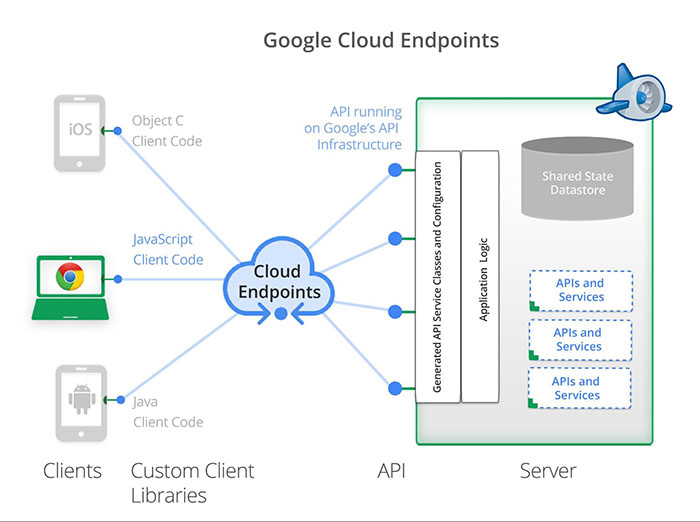 Google Cloud Endpoints
iOS
Object C
Client Code
API running
on Google's API
Infrastructure
JavaScript
Client Code
Cloud
Endpoints
Java
Client Code
Generated API Service Classes and Configuration
Application Logic
Shared State
Datastore
APIs and
Services
APIs and
Services
APIs and
Services
Clients
Custom Client
Libraries
API
Server